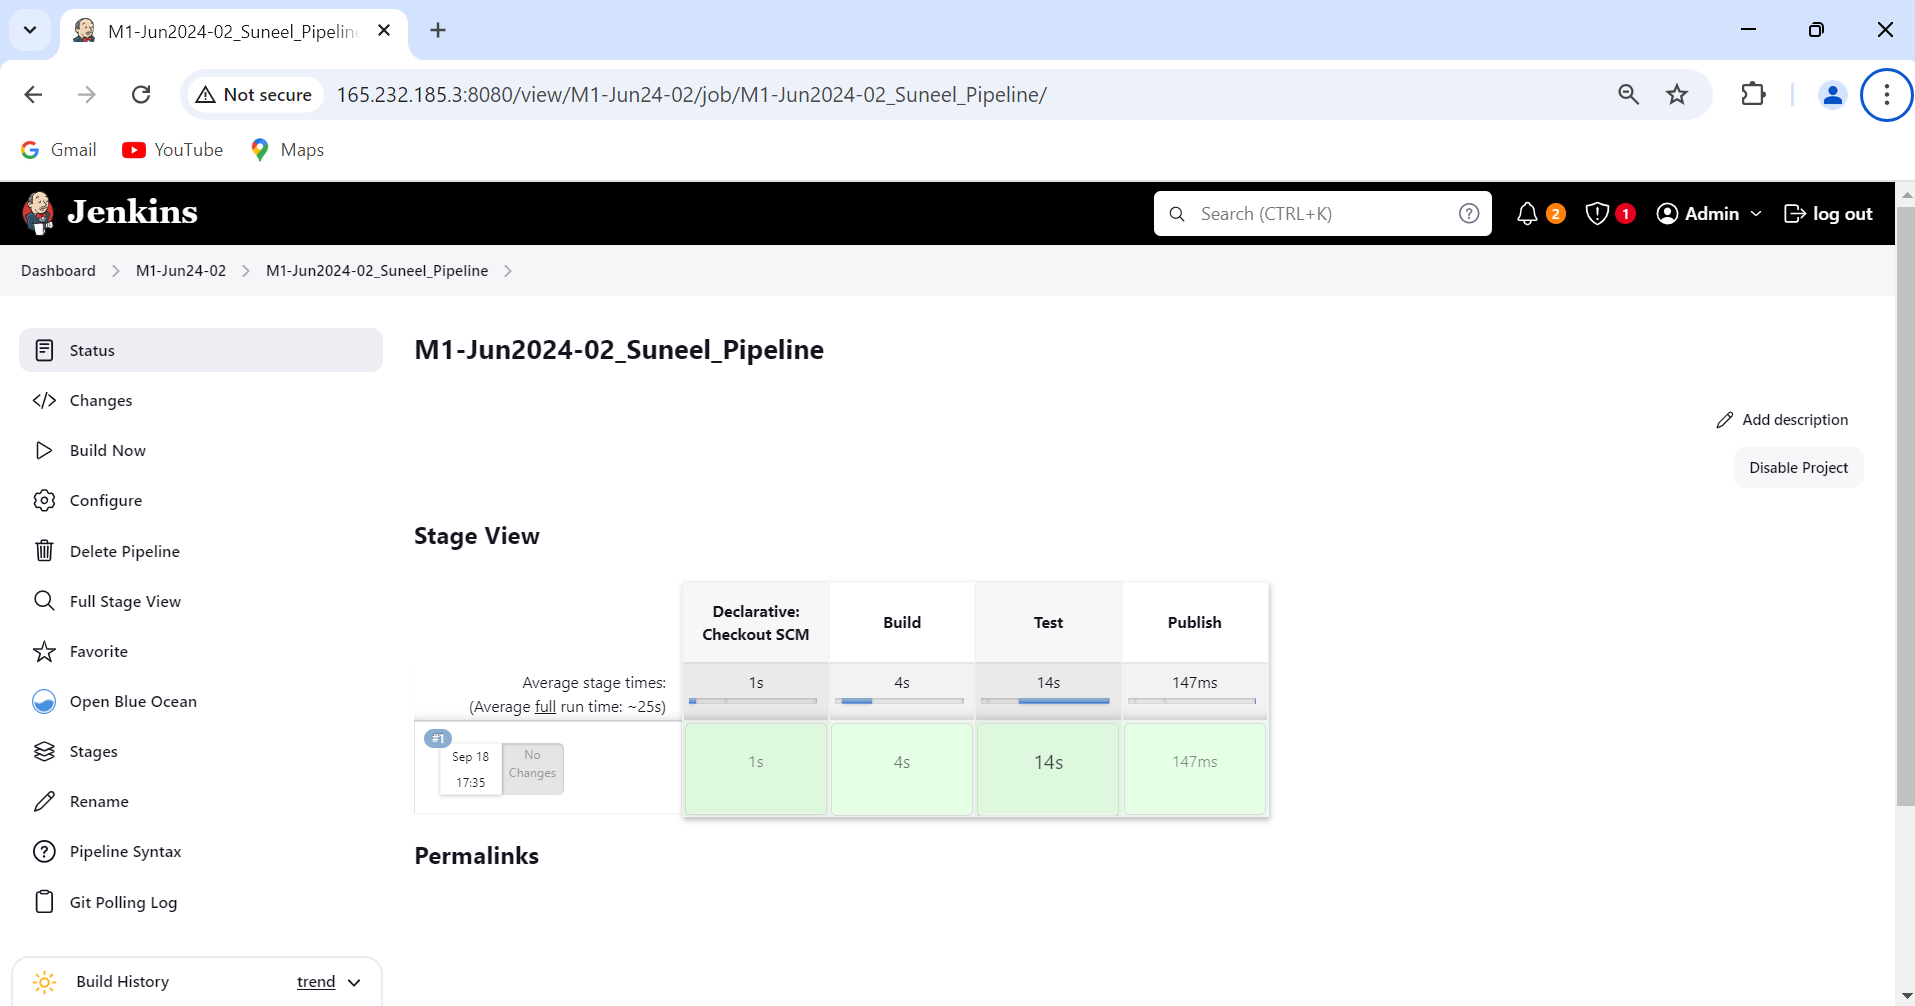 M1-Jun2024-02_Suneel_Pipelin
Not secure
165.232.185.3:8080/view/M1-Jun24-02/job/M1-Jun2024-02_Suneel_Pipeline/
Gmail
YouTube
Maps
Jenkins
Search (CTRL+K)
2
1
Admin
log out
Dashboard
M1-Jun24-02
M1-Jun2024-02_Suneel_Pipeline
Status
Changes
Build Now
Configure
Delete Pipeline
Full Stage View
Favorite
Open Blue Ocean
Stages
Rename
Pipeline Syntax
Git Polling Log
Build History
trend
M1-Jun2024-02_Suneel_Pipeline
Add description
Disable Project
Stage View
Declarative:
Checkout SCM
Build
Test
Publish
Average stage times:
(Average full run time: ~25s)
1s
4s
14s
147ms
#1
Sep 18
17:35
No
Changes
1s
4s
14s
147ms
Permalinks